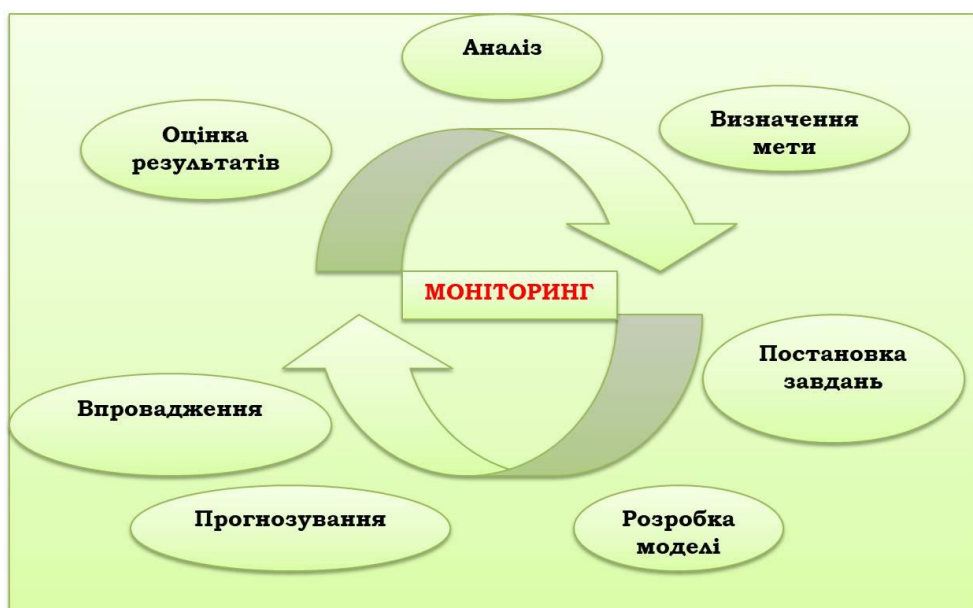 Аналіз
Визначення
мети
Оцінка
результатів
МОНІТОРИНГ
Постановка
завдань
Впровадження
Прогнозування
Розробка
моделі